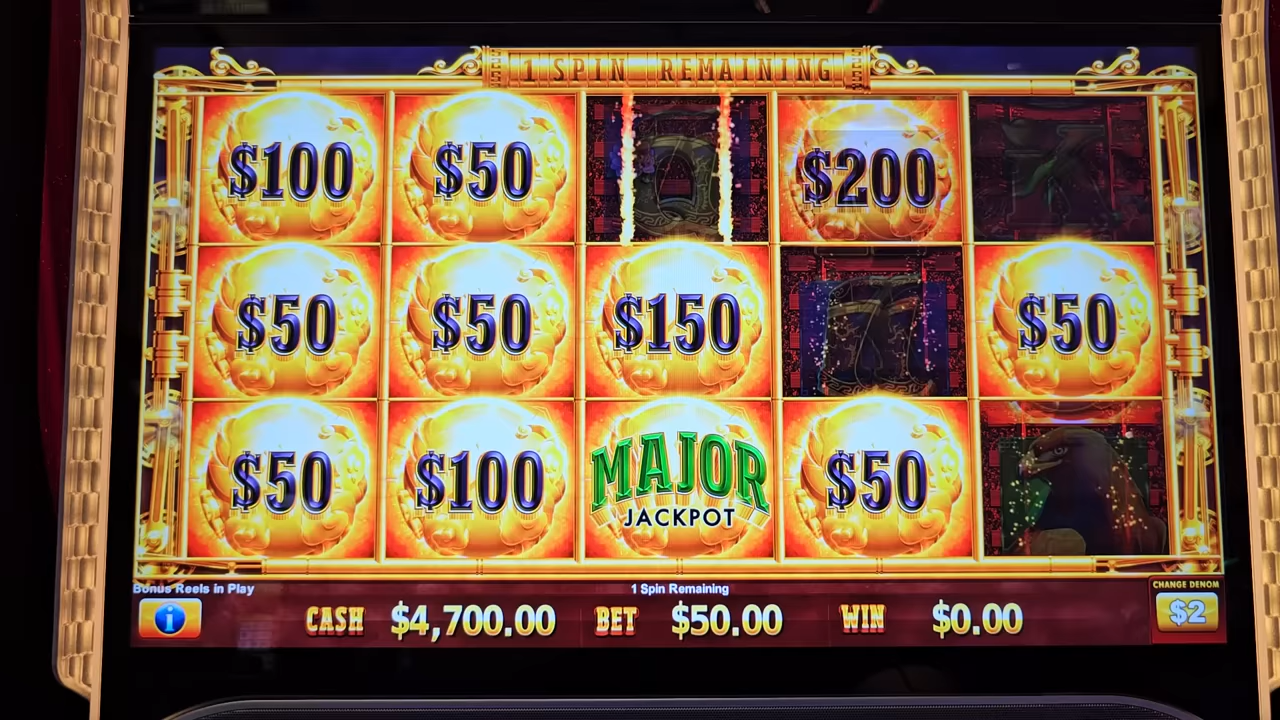 1 SPIN REMAINING
$100 $50 $200
$50 $50 $150 $50
$50 $100 MAJOR JACKPOT $50
Bonus Reels in Play 1 Spin Remaining CHANGE DENOM
i CASH $4,700.00 BET $50.00 WIN $0.00 $2